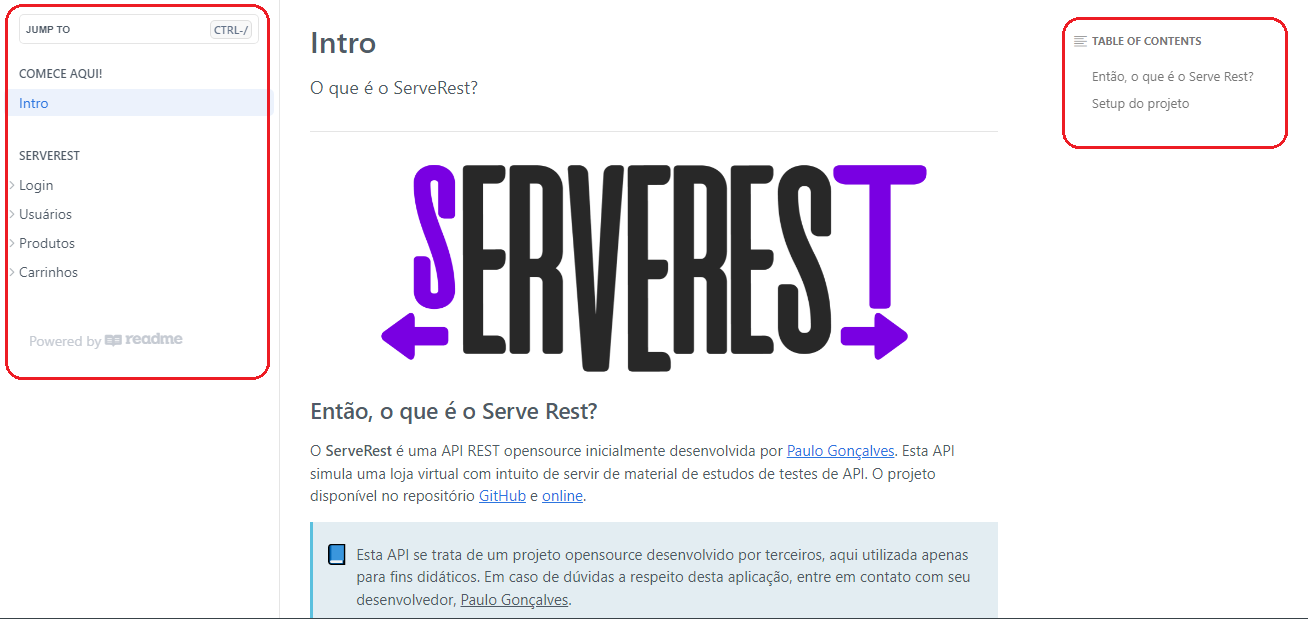 JUMP TO CTRL-/
COMECE AQUI!
Intro
SERVEREST
Login
Usuários
Produtos
Carrinhos
Powered by readme
Intro
O que é o ServeRest?
SEREREST
Então, o que é o Serve Rest?
O ServeRest é uma API REST opensource inicialmente desenvolvida por Paulo Gonçalves. Esta API
simula uma loja virtual com intuito de servir de material de estudos de testes de API. O projeto
disponível no repositório GitHub e online.
Esta API se trata de um projeto opensource desenvolvido por terceiros, aqui utilizada apenas
para fins didáticos. Em caso de dúvidas a respeito desta aplicação, entre em contato com seu
desenvolvedor, Paulo Gonçalves.
TABLE OF CONTENTS
Então, o que é o Serve Rest?
Setup do projeto